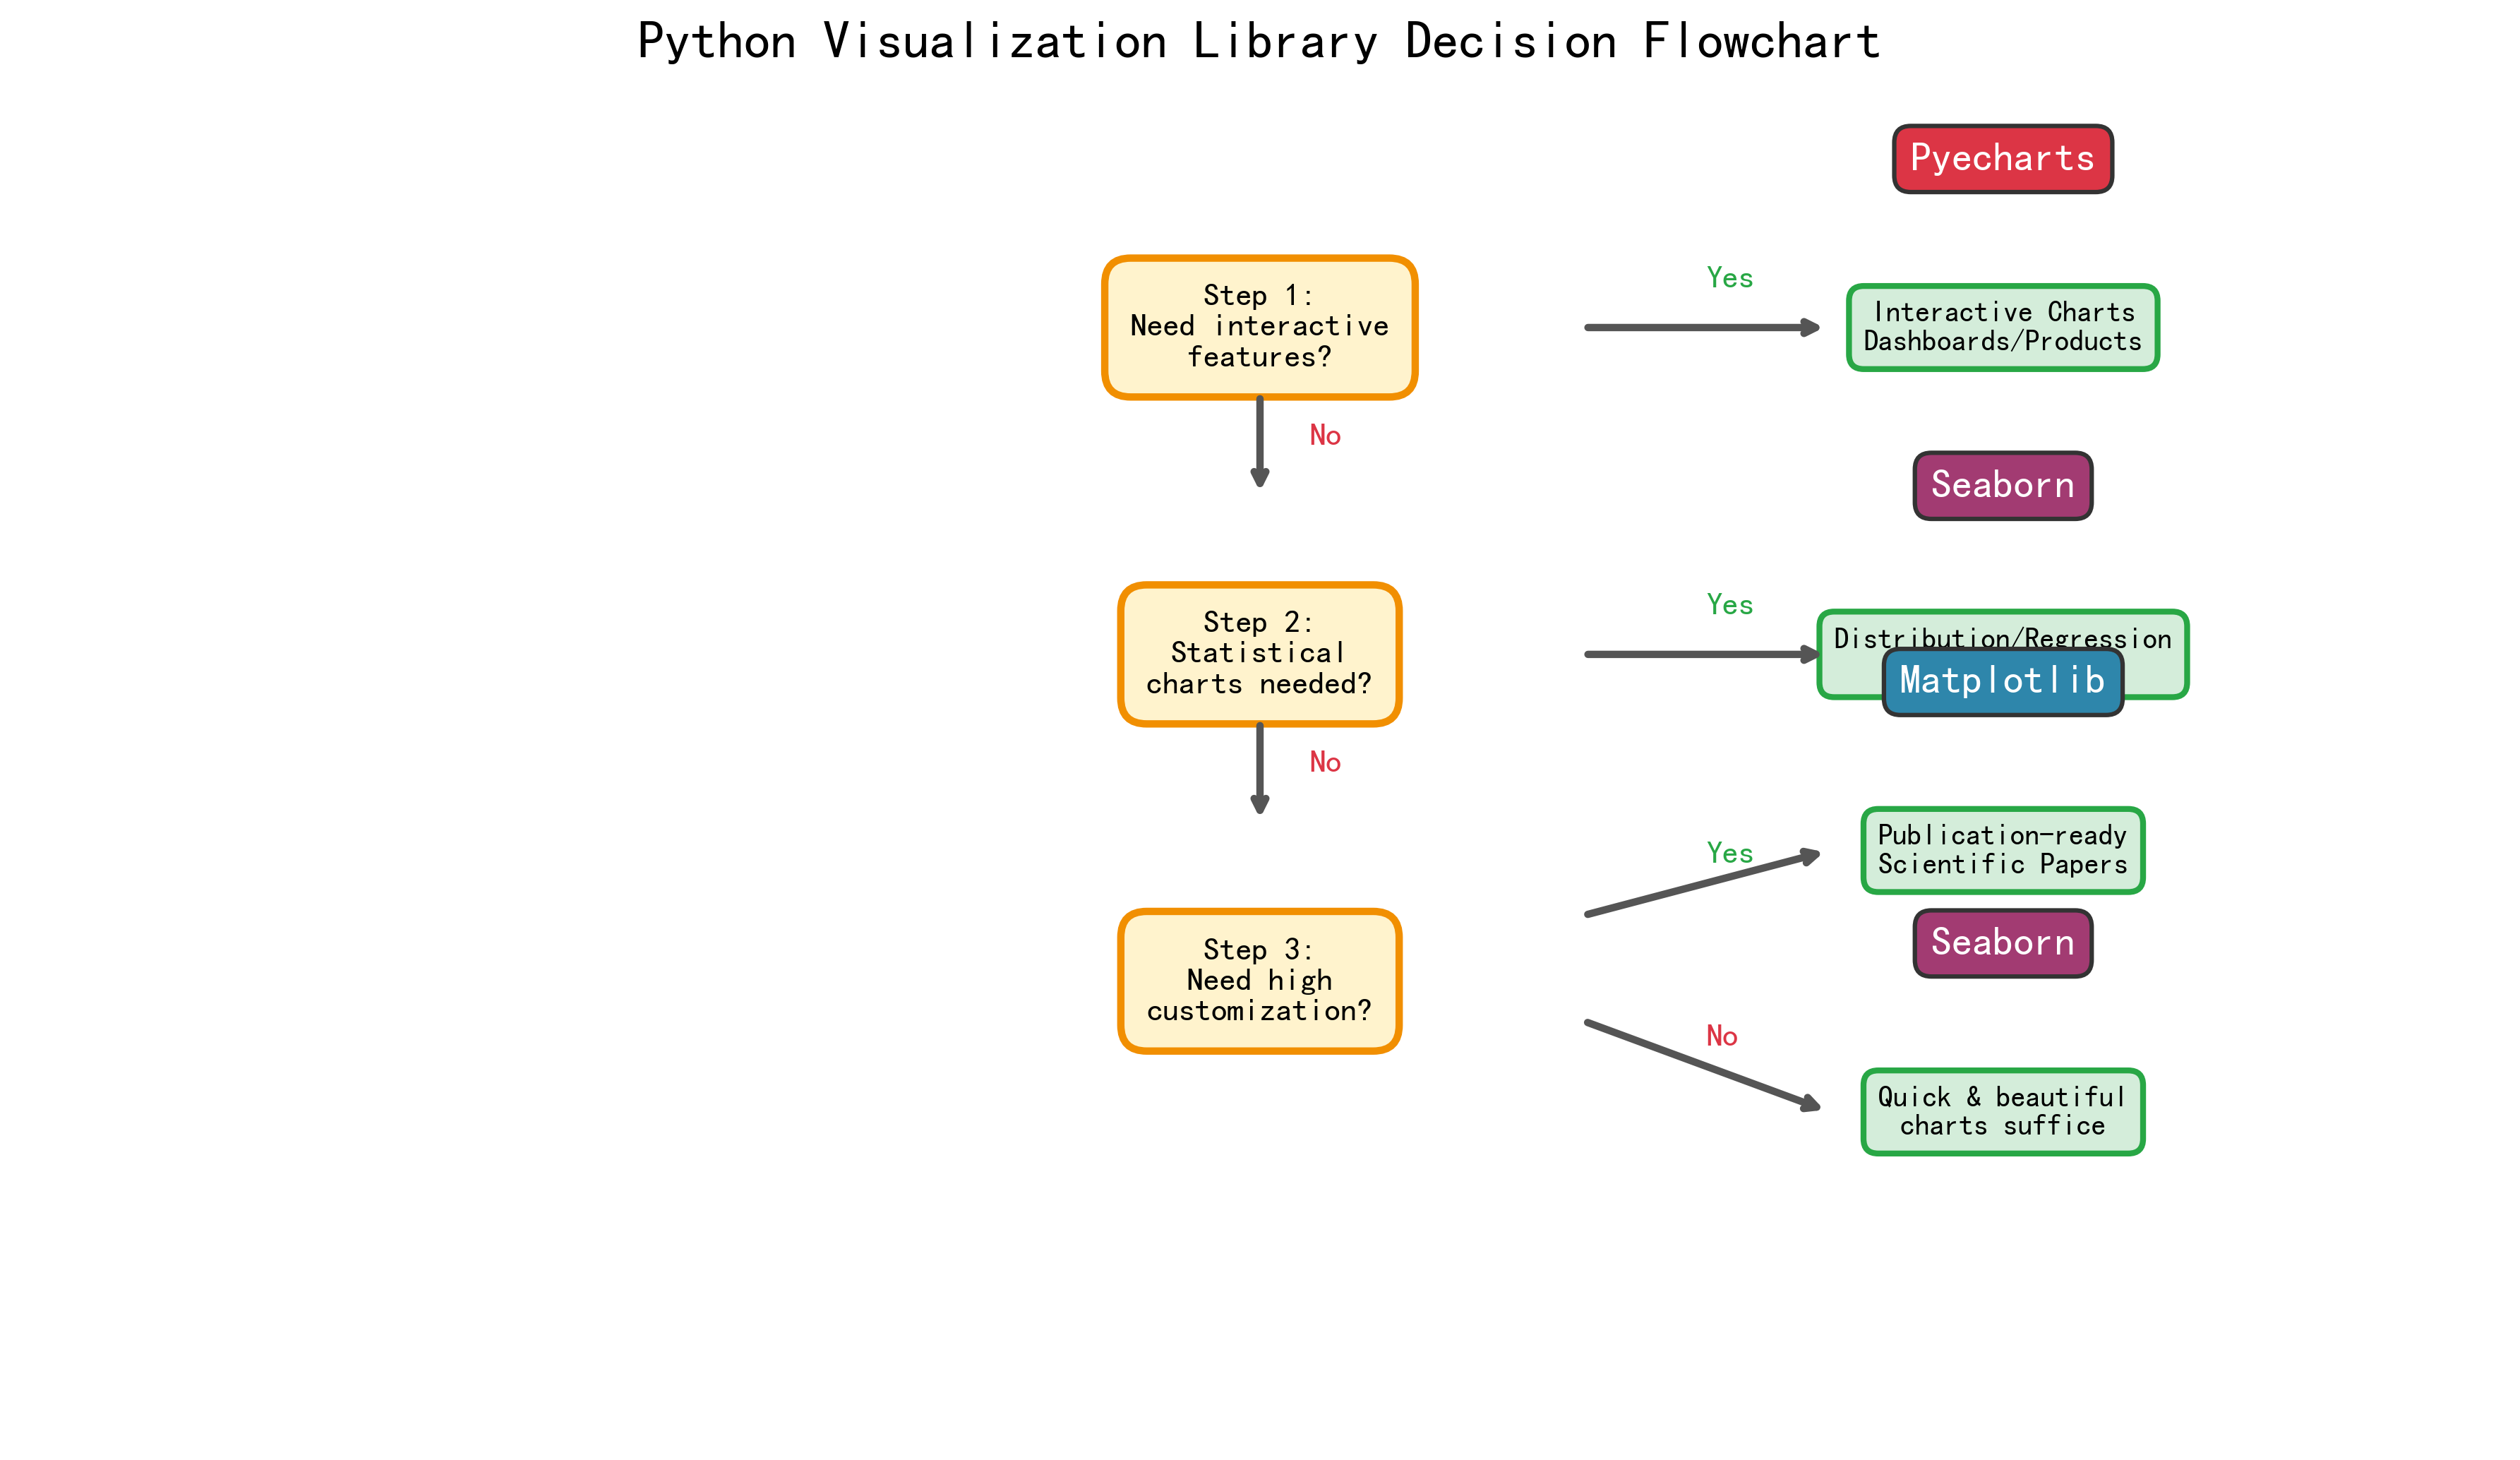 Python Visualization Library Decision Flowchart
Pyecharts
Step 1:
Need interactive
features?
Yes
Interactive Charts
Dashboards/Products
No
Seaborn
Step 2:
Statistical
charts needed?
Yes
Distribution/Regression
Matplotlib
No
Yes
Publication-ready
Scientific Papers
Seaborn
Step 3:
Need high
customization?
No
Quick & beautiful
charts suffice